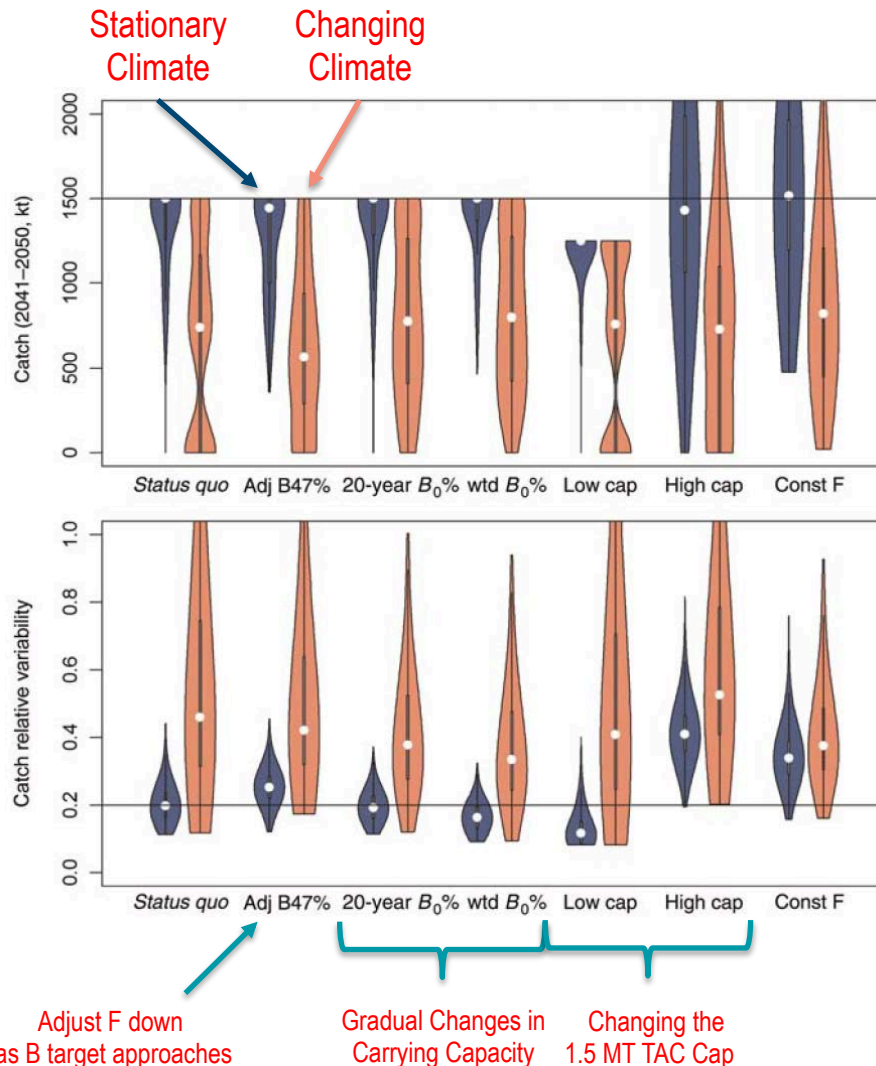 Stationary
Climate
Changing
Climate
Catch (2041–2050, kt)
2000
1500
1000
500
0
Status quo
Adj B47%
20-year B₀%
wtd B₀%
Low cap
High cap
Const F
Catch relative variability
1.0
0.8
0.6
0.4
0.2
0.0
Status quo
Adj B47%
20-year B₀%
wtd B₀%
Low cap
High cap
Const F
Adjust F down
as B target approaches
Gradual Changes in
Carrying Capacity
Changing the
1.5 MT TAC Cap